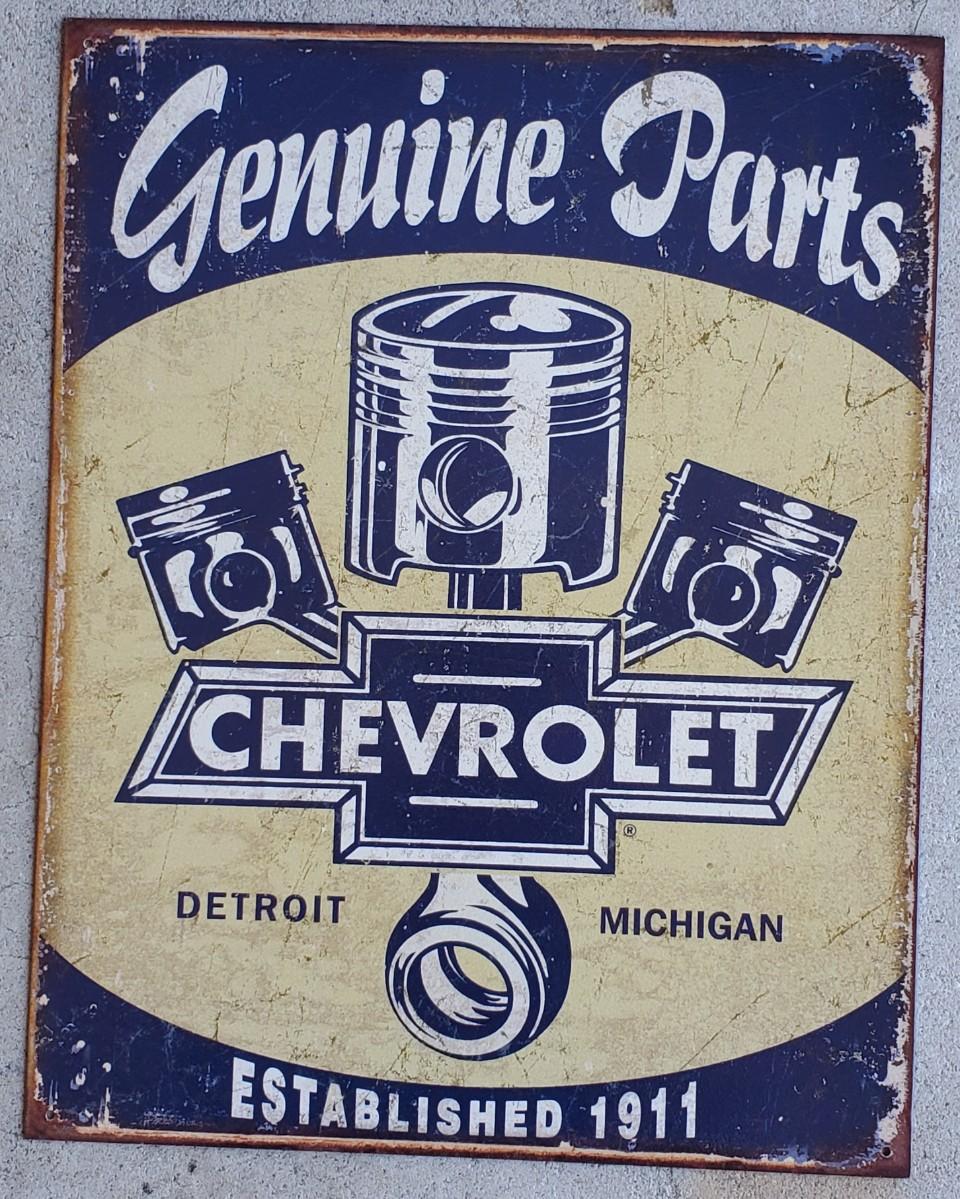 Genuine Parts
CHEVROLET
®
DETROIT MICHIGAN
ESTABLISHED 1911